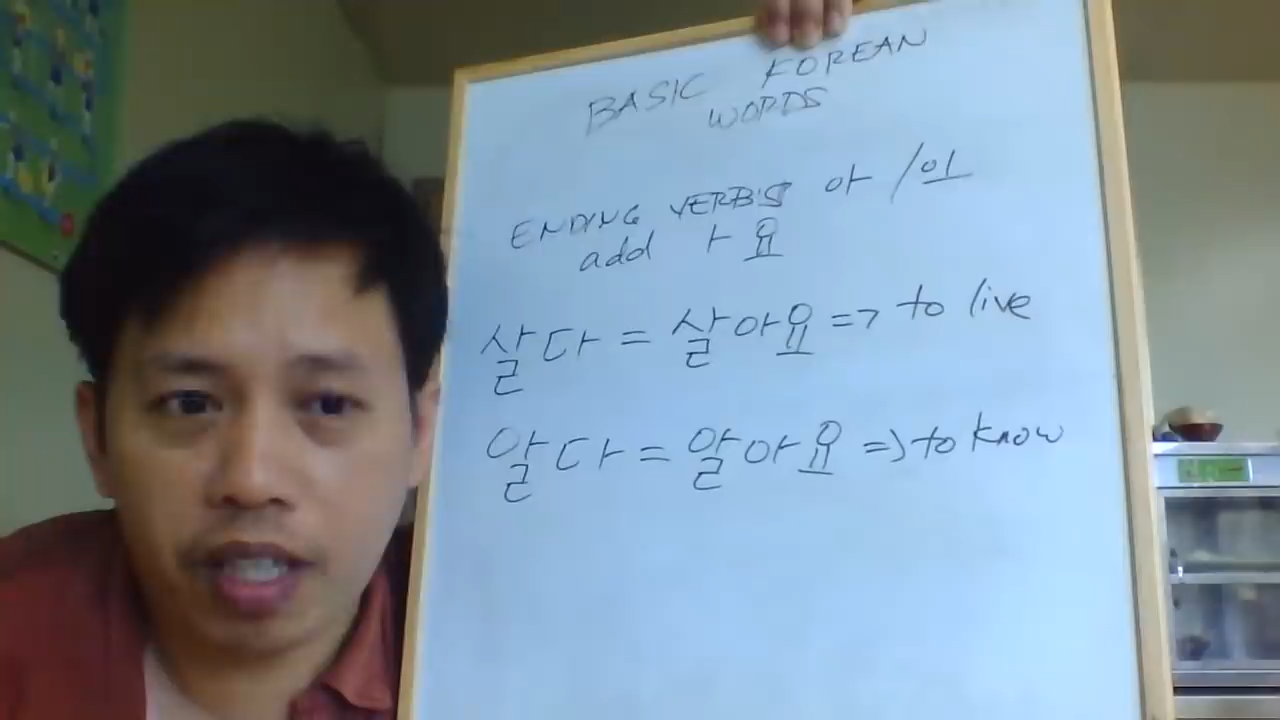 BASIC KOREAN
WORDS
ENDING VERB'S 아 / 이
add + 요
살다 = 살아요 => to live
알다 = 알아요 => to know